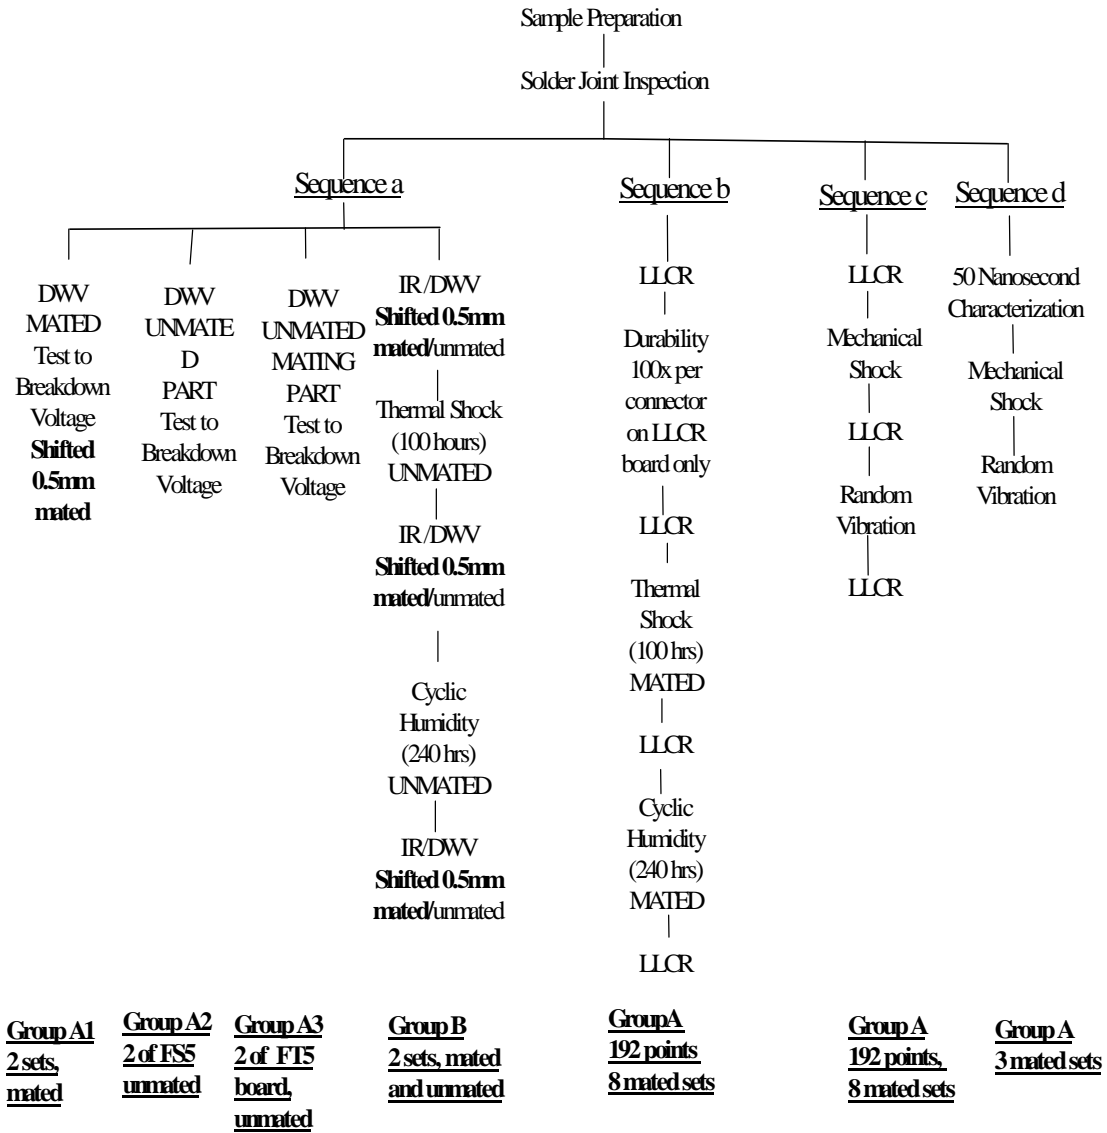 Sample Preparation
Solder Joint Inspection
Sequence a
DWV
MATED
Test to
Breakdown
Voltage
Shifted
0.5mm
mated
DWV
UNMATE
D
PART
Test to
Breakdown
Voltage
DWV
UNMATED
MATING
PART
Test to
Breakdown
Voltage
IR/DWV
Shifted 0.5mm
mated/unmated
Thermal Shock
(100 hours)
UNMATED
IR/DWV
Shifted 0.5mm
mated/unmated
Cyclic
Humidity
(240 hrs)
UNMATED
IR/DWV
Shifted 0.5mm
mated/unmated
Sequence b
LLCR
Durability
100x per
connector
on LLCR
board only
LLCR
Thermal
Shock
(100 hrs)
MATED
LLCR
Cyclic
Humidity
(240 hrs)
MATED
LLCR
Sequence c
LLCR
Mechanical
Shock
LLCR
Random
Vibration
LLCR
Sequence d
50 Nanosecond
Characterization
Mechanical
Shock
Random
Vibration
Group A1
2 sets,
mated
Group A2
2 of FS5
unmated
Group A3
2 of FT5
board,
unmated
Group B
2 sets, mated
and unmated
GroupA
192 points
8 mated sets
Group A
192 points,
8 mated sets
Group A
3 mated sets